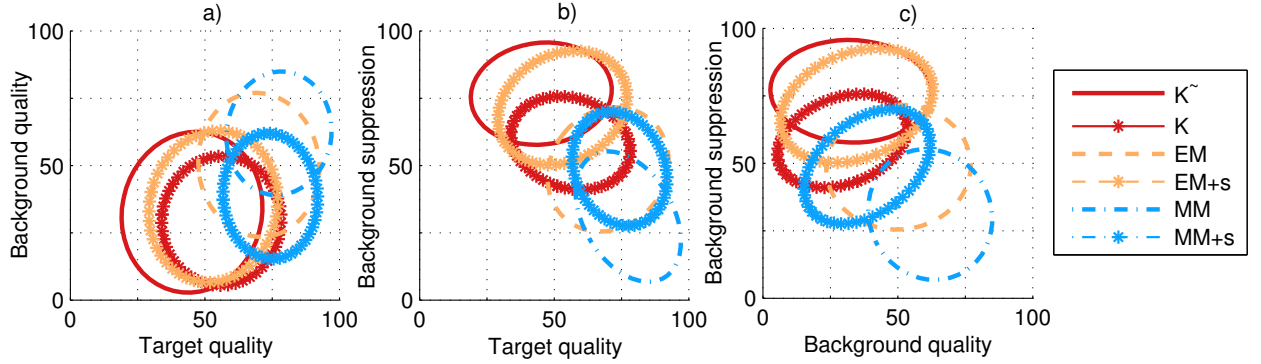 a)
Background quality
100
50
0
0
50
100
Target quality
b)
Background suppression
100
50
0
0
50
100
Target quality
c)
Background suppression
100
50
0
0
50
100
Background quality
K~
K
EM
EM+s
MM
MM+s